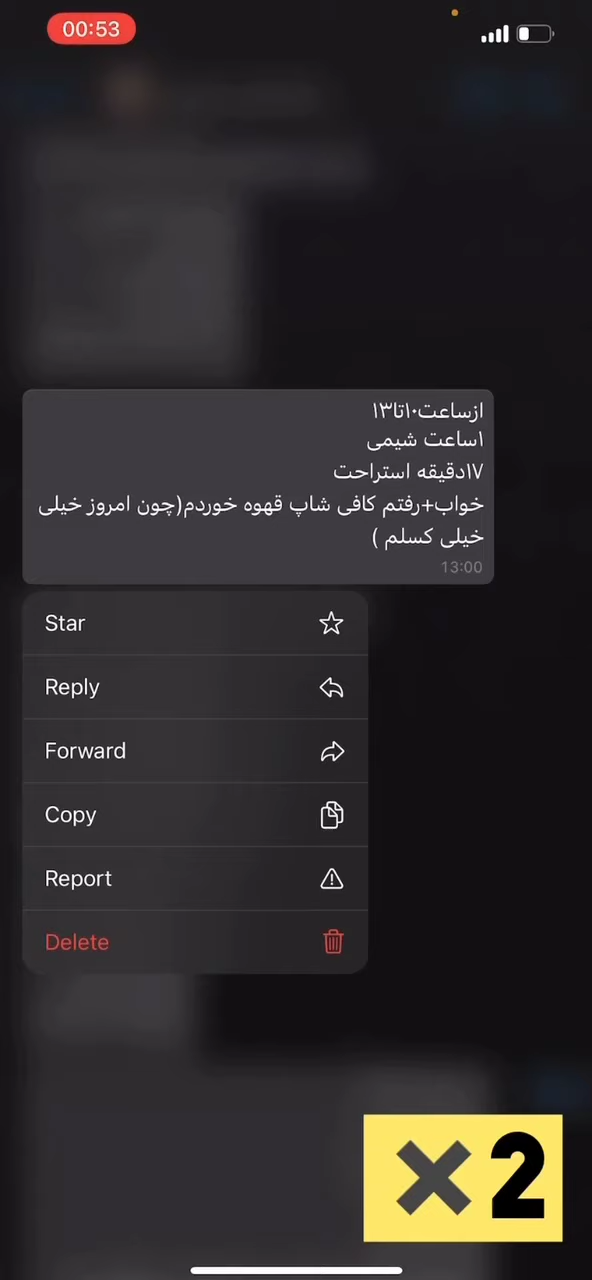 00:53
ازساعت۱۰تا۱۳
۱ساعت شیمی
۱۷دقیقه استراحت
خواب+رفتم کافی شاپ قهوه خوردم(چون امروز خیلی
خیلی کسلم )
13:00
Star
Reply
Forward
Copy
Report
Delete
✖2